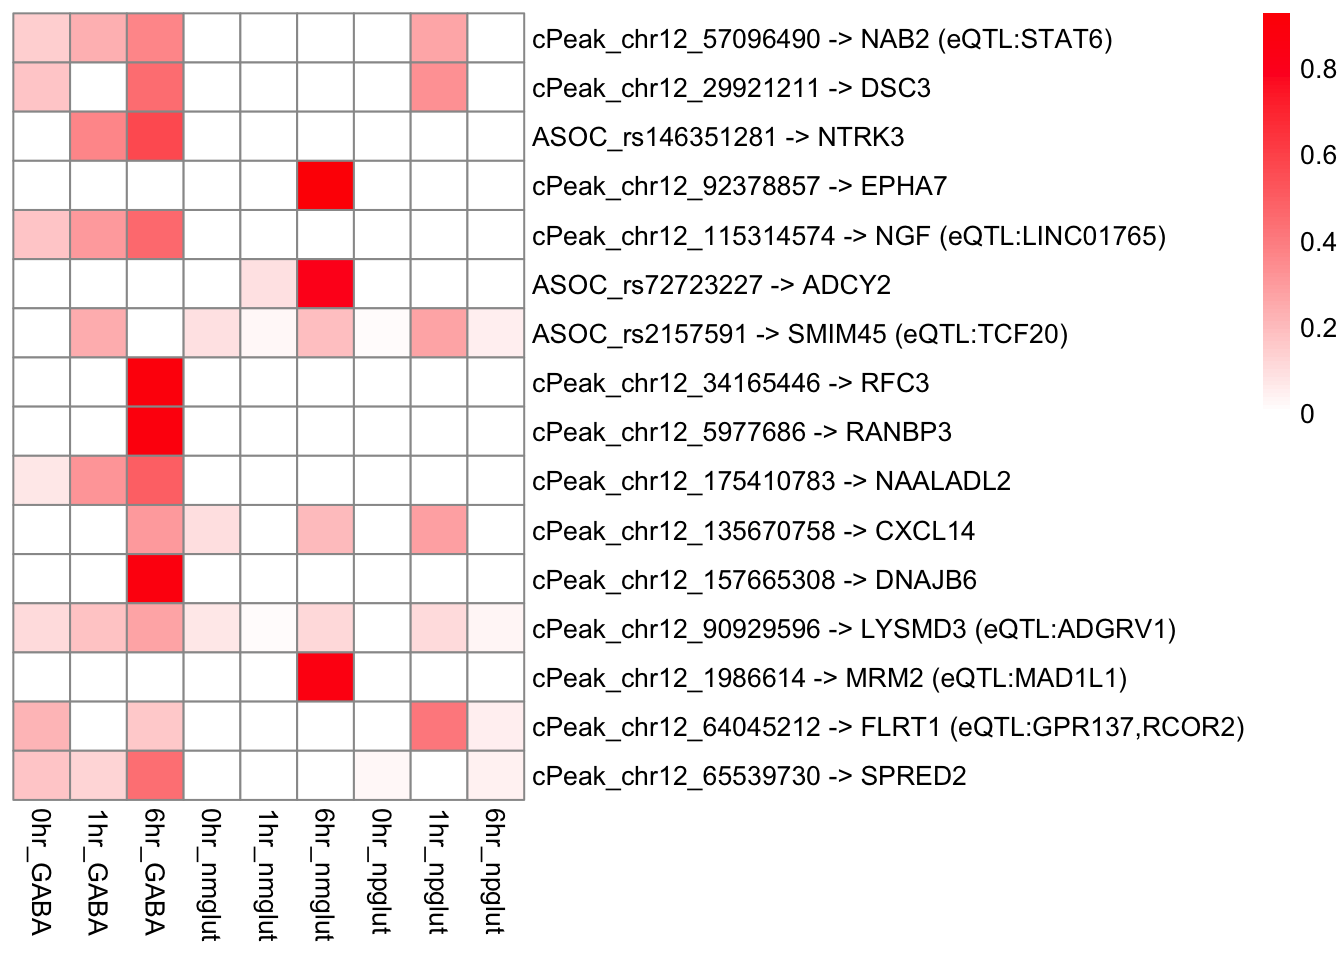 cPeak_chr12_57096490 -> NAB2 (eQTL:STAT6)
cPeak_chr12_29921211 -> DSC3
ASOC_rs146351281 -> NTRK3
cPeak_chr12_92378857 -> EPHA7
cPeak_chr12_115314574 -> NGF (eQTL:LINC01765)
ASOC_rs72723227 -> ADCY2
ASOC_rs2157591 -> SMIM45 (eQTL:TCF20)
cPeak_chr12_34165446 -> RFC3
cPeak_chr12_5977686 -> RANBP3
cPeak_chr12_175410783 -> NAALADL2
cPeak_chr12_135670758 -> CXCL14
cPeak_chr12_157665308 -> DNAJB6
cPeak_chr12_90929596 -> LYSMD3 (eQTL:ADGRV1)
cPeak_chr12_1986614 -> MRM2 (eQTL:MAD1L1)
cPeak_chr12_64045212 -> FLRT1 (eQTL:GPR137,RCOR2)
cPeak_chr12_65539730 -> SPRED2
0hr_GABA
1hr_GABA
6hr_GABA
0hr_nmglut
1hr_nmglut
6hr_nmglut
0hr_npglut
1hr_npglut
6hr_npglut
0.8
0.6
0.4
0.2
0